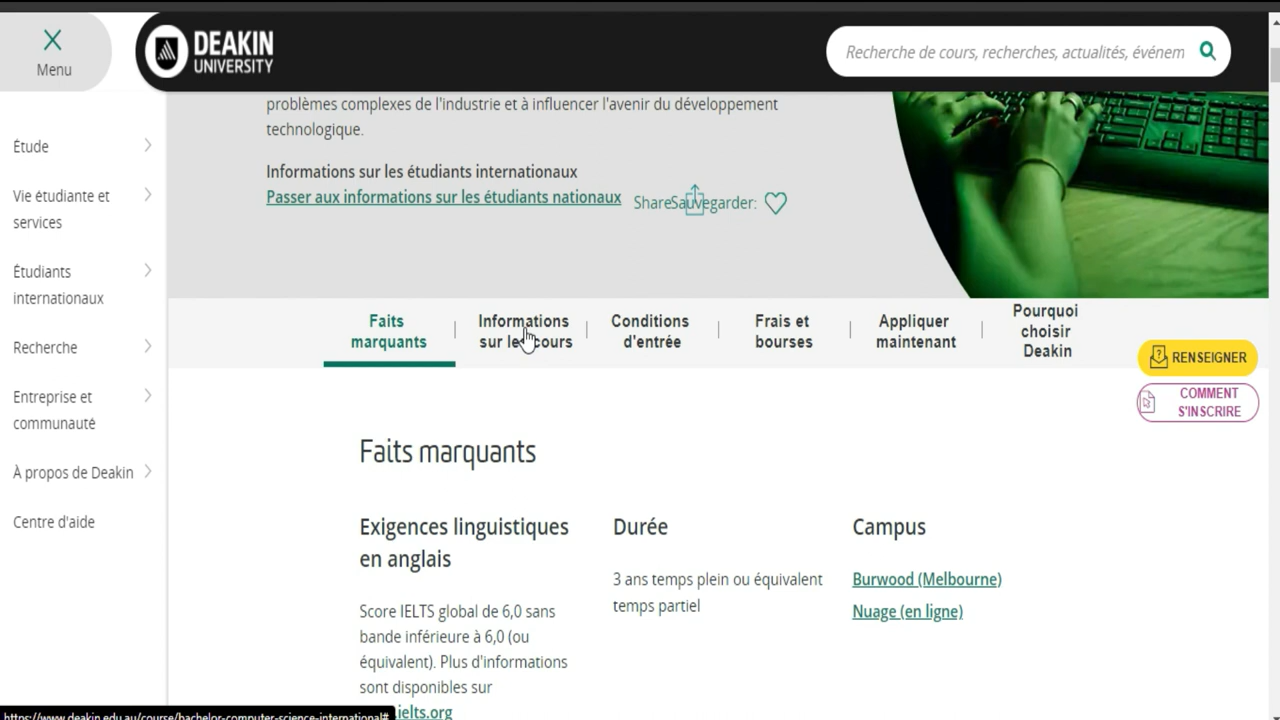 Menu
DEAKIN
UNIVERSITY
Recherche de cours, recherches, actualités, événem
Étude
Vie étudiante et
services
Étudiants
internationaux
Recherche
Entreprise et
communauté
À propos de Deakin
Centre d'aide
problèmes complexes de l'industrie et à influencer l'avenir du développement
technologique.
Informations sur les étudiants internationaux
Passer aux informations sur les étudiants nationaux
ShareSauvegarder:
Faits
marquants
Informations
sur les cours
Conditions
d'entrée
Frais et
bourses
Appliquer
maintenant
Pourquoi
choisir
Deakin
RENSEIGNER
COMMENT
S'INSCRIRE
Faits marquants
Exigences linguistiques
en anglais
Score IELTS global de 6,0 sans
bande inférieure à 6,0 (ou
équivalent). Plus d'informations
sont disponibles sur
ielts.org
Durée
3 ans temps plein ou équivalent
temps partiel
Campus
Burwood (Melbourne)
Nuage (en ligne)
https://www.deakin.edu.au/course/bachelor-computer-science-international#